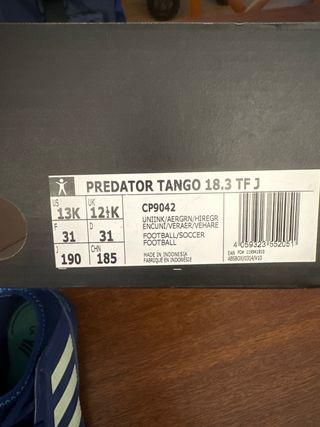 PREDATOR TANGO 18.3 TF J
US UK
13K 12½K
F D
31 31
J CHN
190 185
CP9042
UNIINK/AERGRN/HIREGR
ENCUNI/VERAER/VEHARE
FOOTBALL/SOCCER
FOOTBALL
MADE IN INDONESIA
FABRIQUÉ EN INDONÉSIE
4 059323 552051